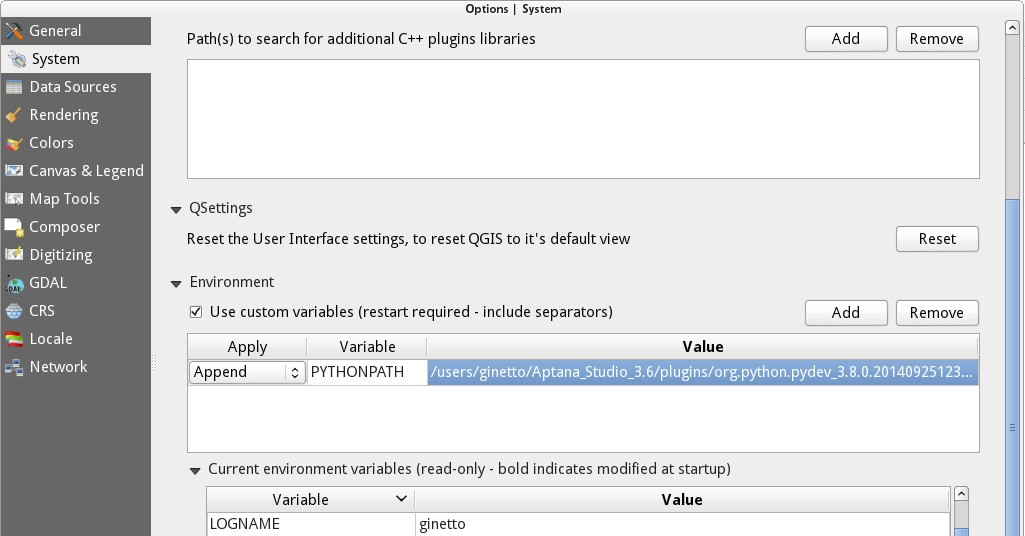 Options | System
General
System
Data Sources
Rendering
Colors
Canvas & Legend
Map Tools
Composer
Digitizing
GDAL
CRS
Locale
Network
Path(s) to search for additional C++ plugins libraries
Add Remove
QSettings
Reset the User Interface settings, to reset QGIS to it's default view
Reset
Environment
Use custom variables (restart required - include separators)
Add Remove
Apply Variable Value
Append PYTHONPATH /users/ginetto/Aptana_Studio_3.6/plugins/org.python.pydev_3.8.0.20140925123...
Current environment variables (read-only - bold indicates modified at startup)
Variable Value
LOGNAME ginetto